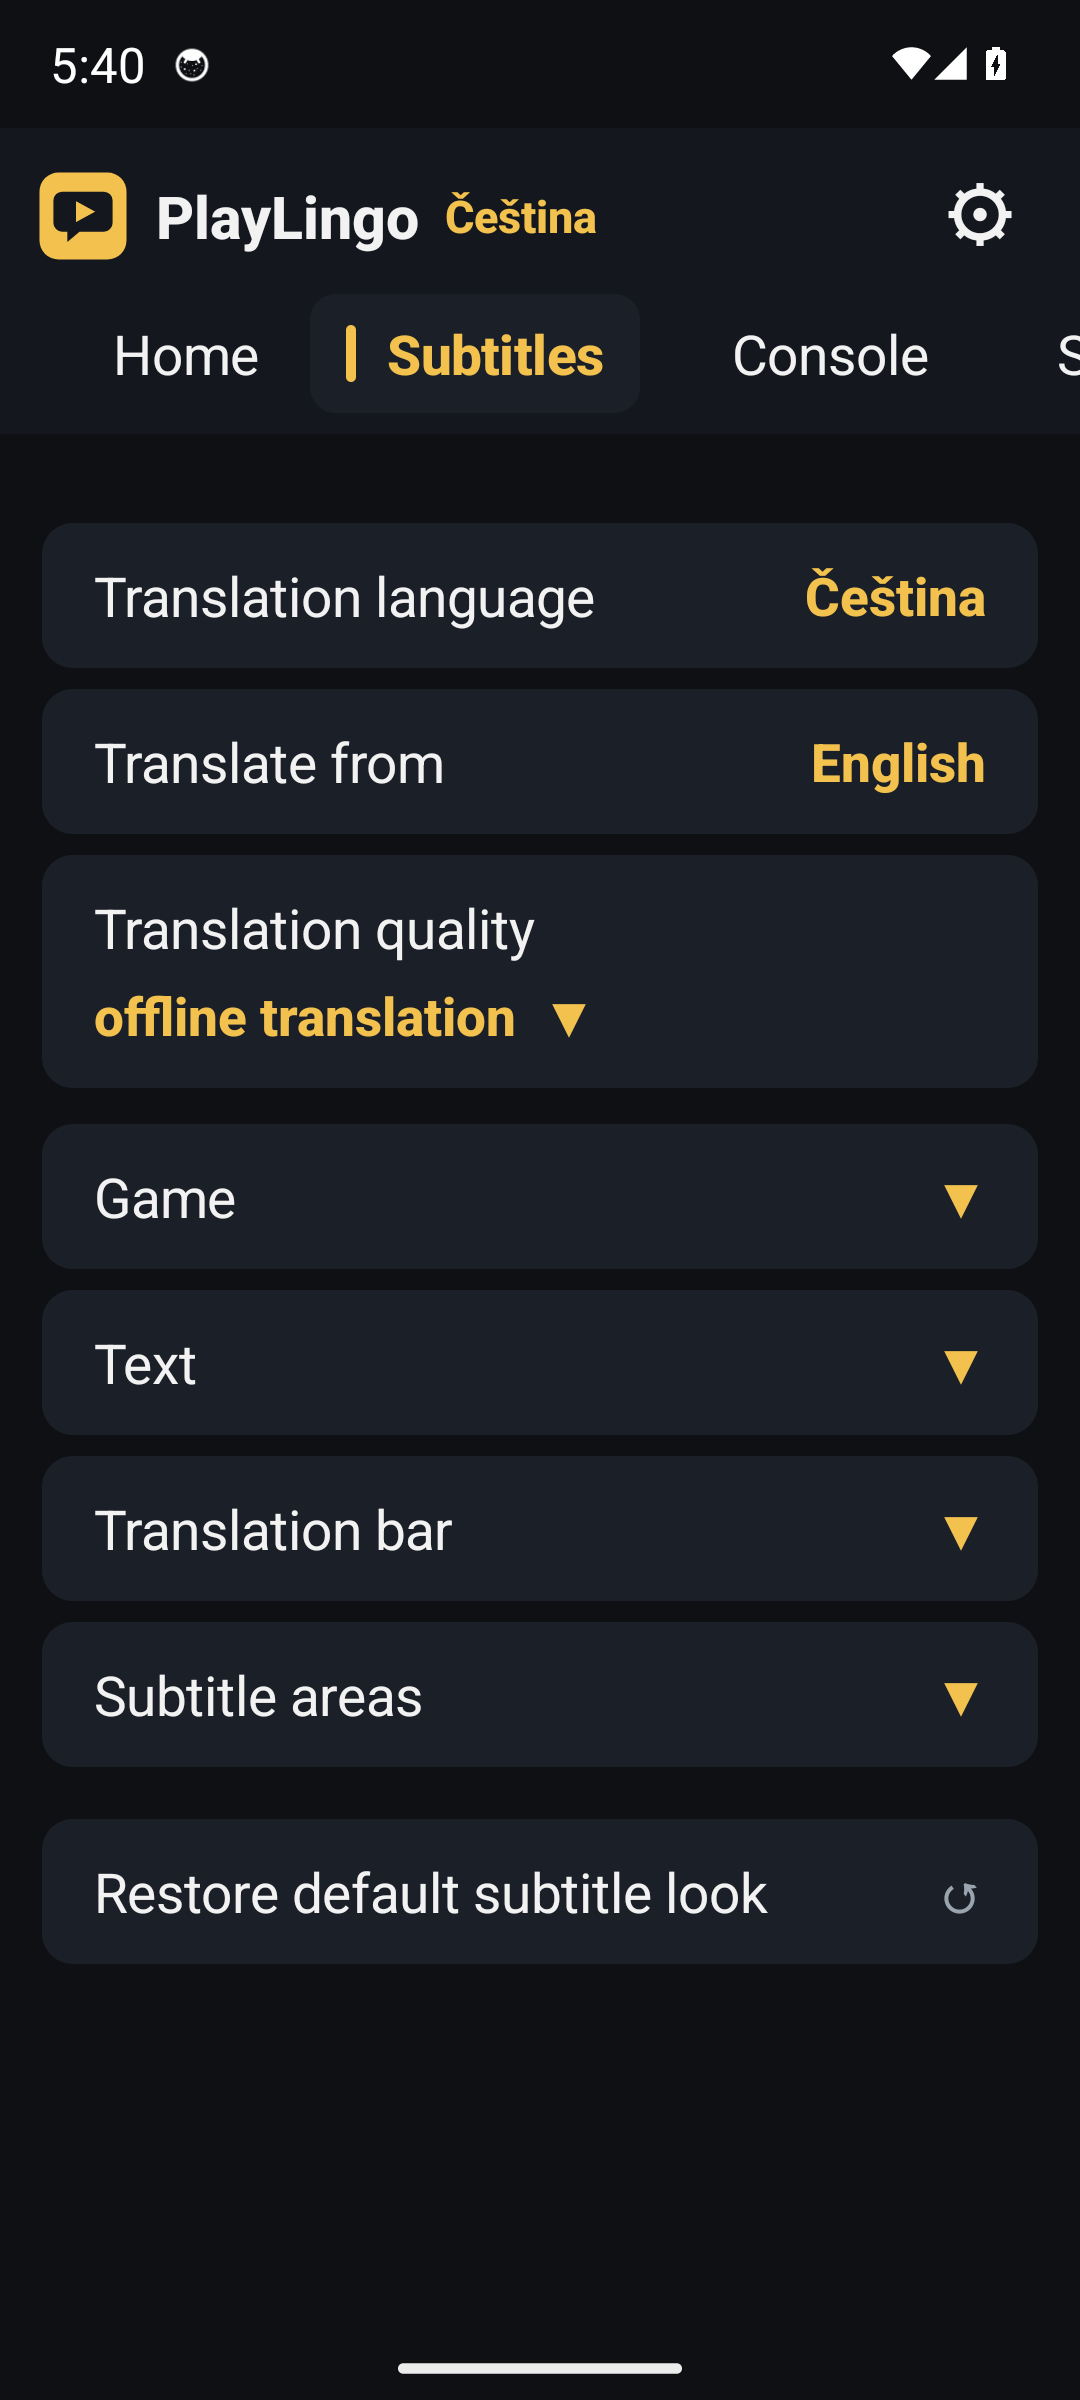 5:40
PlayLingo Čeština
Home Subtitles Console S
Translation language Čeština
Translate from English
Translation quality
offline translation ▼
Game ▼
Text ▼
Translation bar ▼
Subtitle areas ▼
Restore default subtitle look ↺